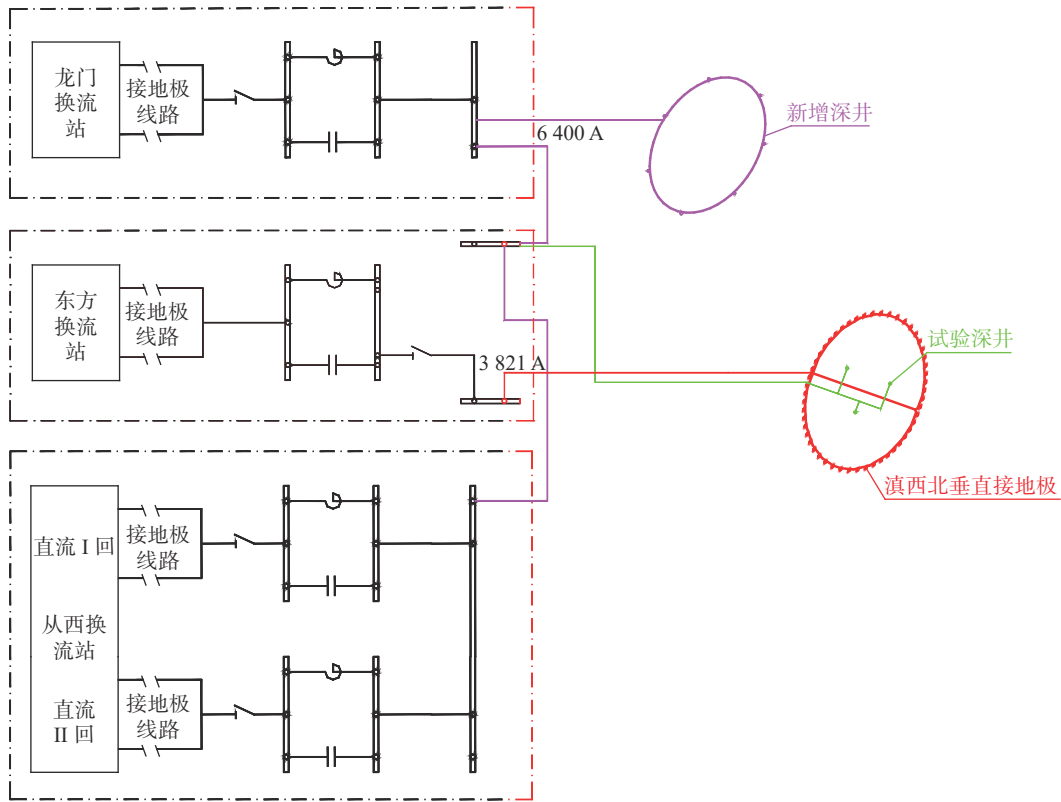 龙门
换流
站
接地极
线路
6 400 A
新增深井
东方
换流
站
接地极
线路
3 821 A
试验深井
滇西北垂直接地极
直流 I 回
接地极
线路
从西换
流站
直流
II 回
接地极
线路